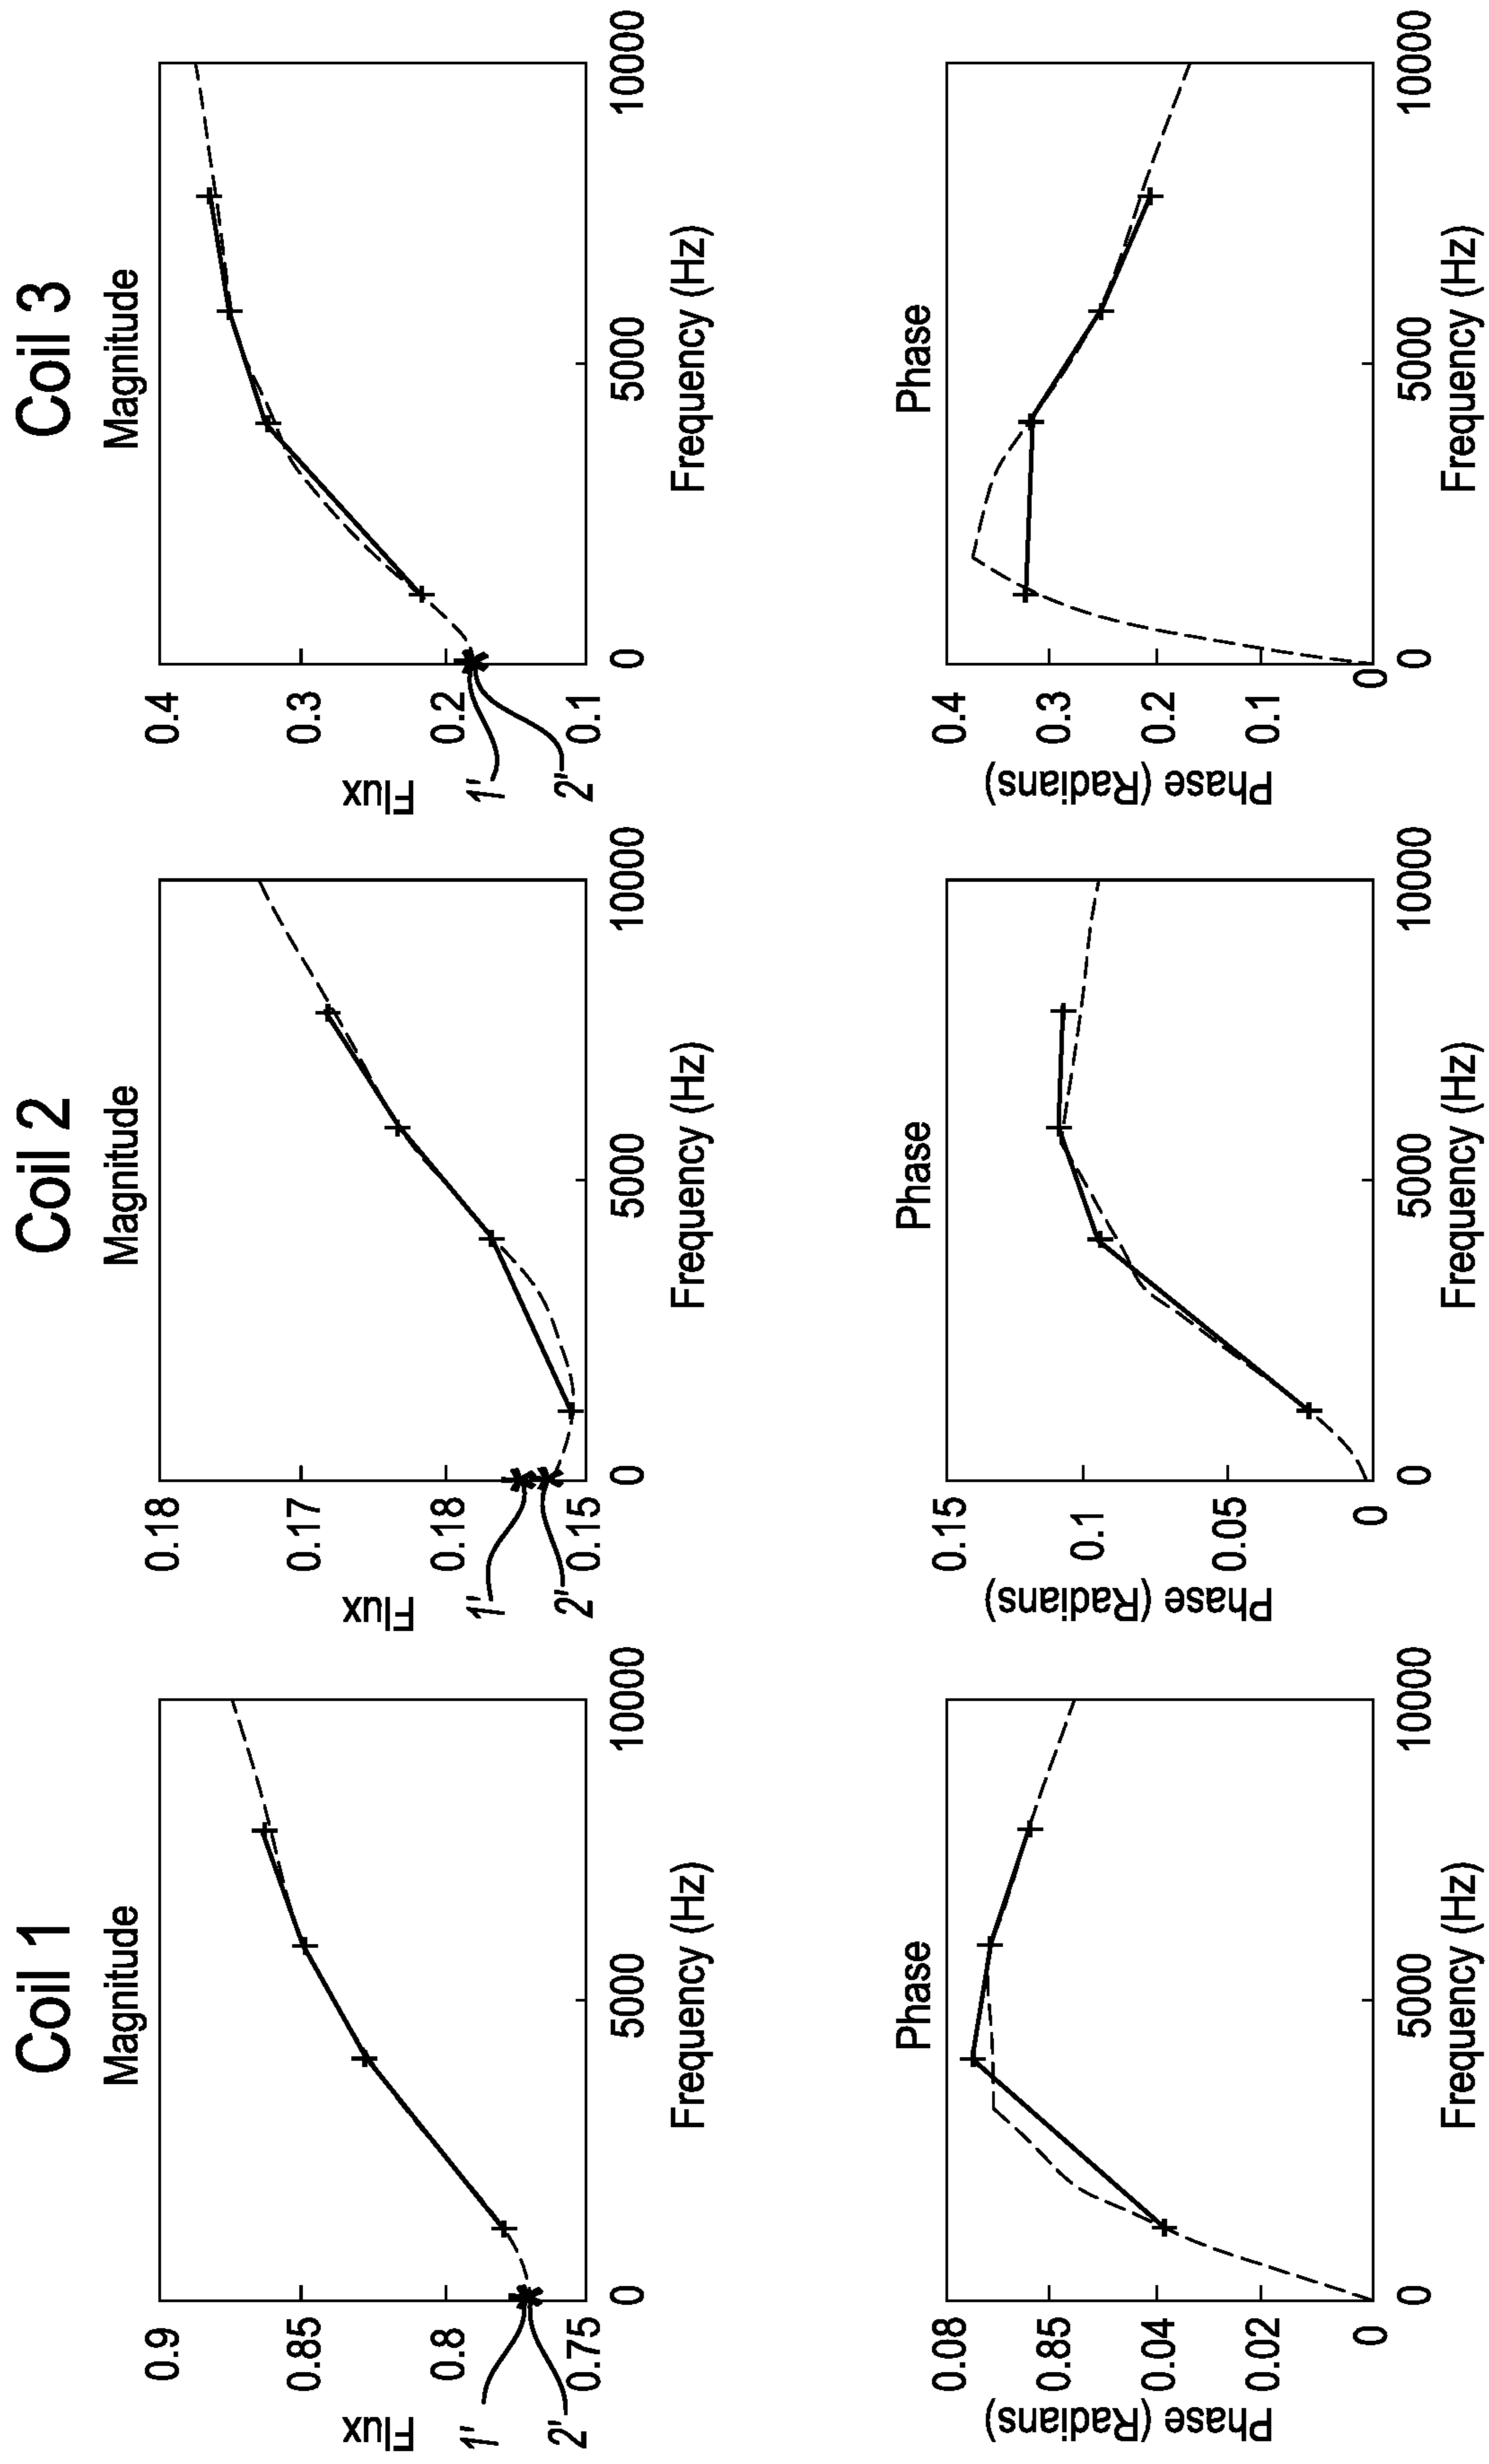 Coil 1
Magnitude
0.9
0.85
0.8
0.75
Flux
1'
2'
0
5000
10000
Frequency (Hz)
Phase
0.08
0.85
0.04
0.02
0
Phase (Radians)
0
5000
10000
Frequency (Hz)
Coil 2
Magnitude
0.18
0.17
0.18
0.15
Flux
1'
2'
0
5000
10000
Frequency (Hz)
Phase
0.15
0.1
0.05
0
Phase (Radians)
0
5000
10000
Frequency (Hz)
Coil 3
Magnitude
0.4
0.3
0.2
0.1
Flux
1'
2'
0
5000
10000
Frequency (Hz)
Phase
0.4
0.3
0.2
0.1
0
Phase (Radians)
0
5000
10000
Frequency (Hz)